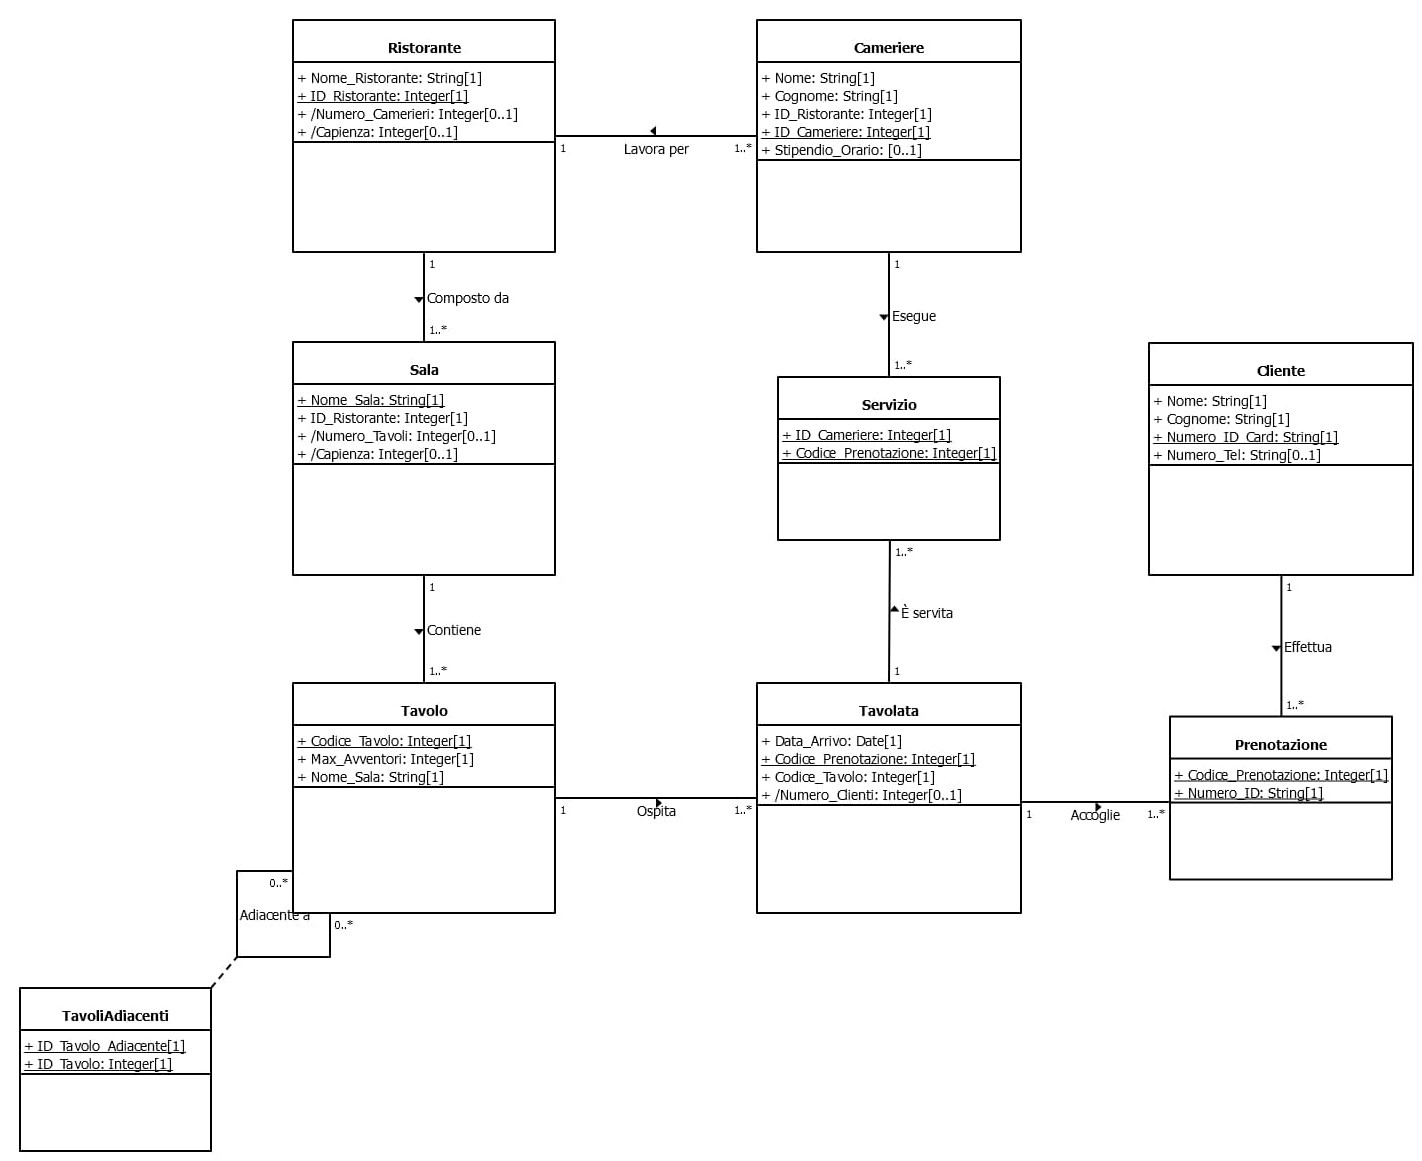 Ristorante
+ Nome_Ristorante: String[1]
+ ID_Ristorante: Integer[1]
+ /Numero_Camerieri: Integer[0..1]
+ /Capienza: Integer[0..1]
1
Lavora per
1..*
Cameriere
+ Nome: String[1]
+ Cognome: String[1]
+ ID_Ristorante: Integer[1]
+ ID_Cameriere: Integer[1]
+ Stipendio_Orario: [0..1]
1
Composto da
1..*
1
Esegue
1..*
Sala
+ Nome_Sala: String[1]
+ ID_Ristorante: Integer[1]
+ /Numero_Tavoli: Integer[0..1]
+ /Capienza: Integer[0..1]
Servizio
+ ID_Cameriere: Integer[1]
+ Codice_Prenotazione: Integer[1]
Cliente
+ Nome: String[1]
+ Cognome: String[1]
+ Numero_ID_Card: String[1]
+ Numero_Tel: String[0..1]
1
Contiene
1..*
1..*
È servita
1
1
Effettua
1..*
Tavolo
+ Codice_Tavolo: Integer[1]
+ Max_Avventori: Integer[1]
+ Nome_Sala: String[1]
1
Ospita
1..*
Tavolata
+ Data_Arrivo: Date[1]
+ Codice_Prenotazione: Integer[1]
+ Codice_Tavolo: Integer[1]
+ /Numero_Clienti: Integer[0..1]
1
Accoglie
1..*
Prenotazione
+ Codice_Prenotazione: Integer[1]
+ Numero_ID: String[1]
0..*
Adiacente a
0..*
TavoliAdiacenti
+ ID_Tavolo_Adiacente[1]
+ ID_Tavolo: Integer[1]